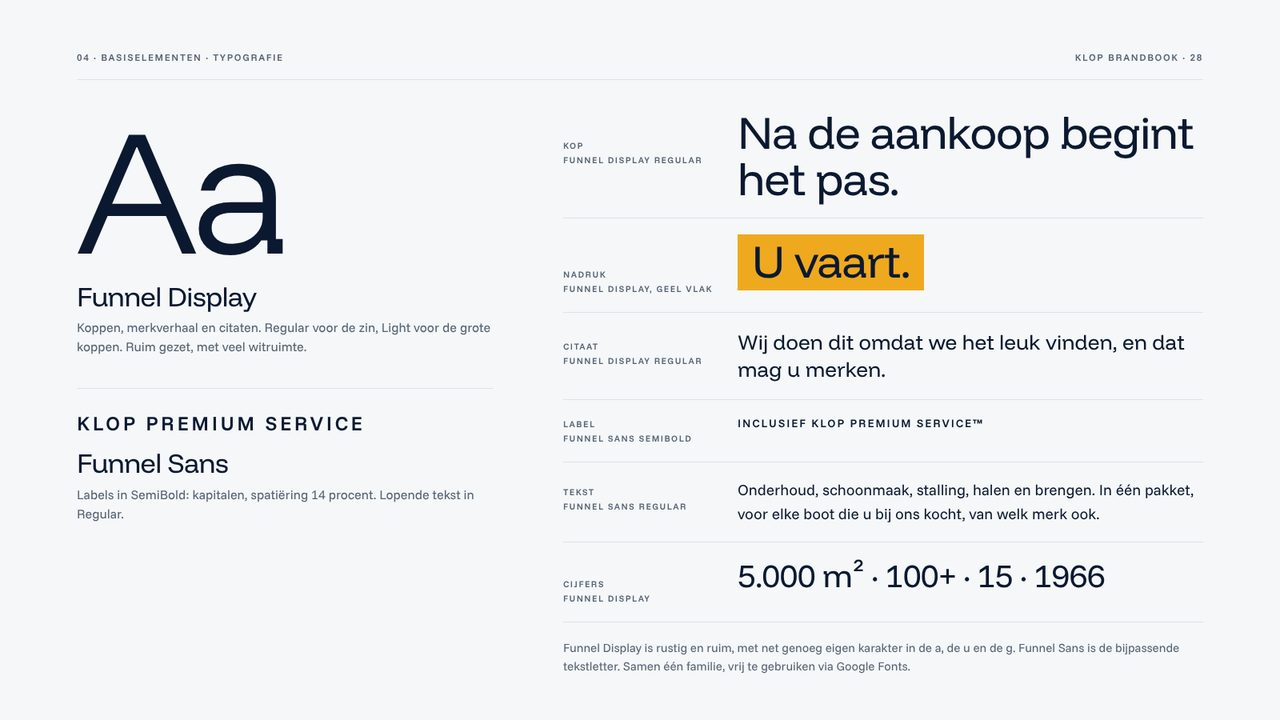 04 · BASISELEMENTEN · TYPOGRAFIE
KLOP BRANDBOOK · 28
Aa
Funnel Display
Koppen, merkverhaal en citaten. Regular voor de zin, Light voor de grote
koppen. Ruim gezet, met veel witruimte.
KLOP PREMIUM SERVICE
Funnel Sans
Labels in SemiBold: kapitalen, spatiëring 14 procent. Lopende tekst in
Regular.
KOP
FUNNEL DISPLAY REGULAR
Na de aankoop begint
het pas.
NADRUK
FUNNEL DISPLAY, GEEL VLAK
U vaart.
CITAAT
FUNNEL DISPLAY REGULAR
Wij doen dit omdat we het leuk vinden, en dat
mag u merken.
LABEL
FUNNEL SANS SEMIBOLD
INCLUSIEF KLOP PREMIUM SERVICE™
TEKST
FUNNEL SANS REGULAR
Onderhoud, schoonmaak, stalling, halen en brengen. In één pakket,
voor elke boot die u bij ons kocht, van welk merk ook.
CIJFERS
FUNNEL DISPLAY
5.000 m² · 100+ · 15 · 1966
Funnel Display is rustig en ruim, met net genoeg eigen karakter in de a, de u en de g. Funnel Sans is de bijpassende
tekstletter. Samen één familie, vrij te gebruiken via Google Fonts.